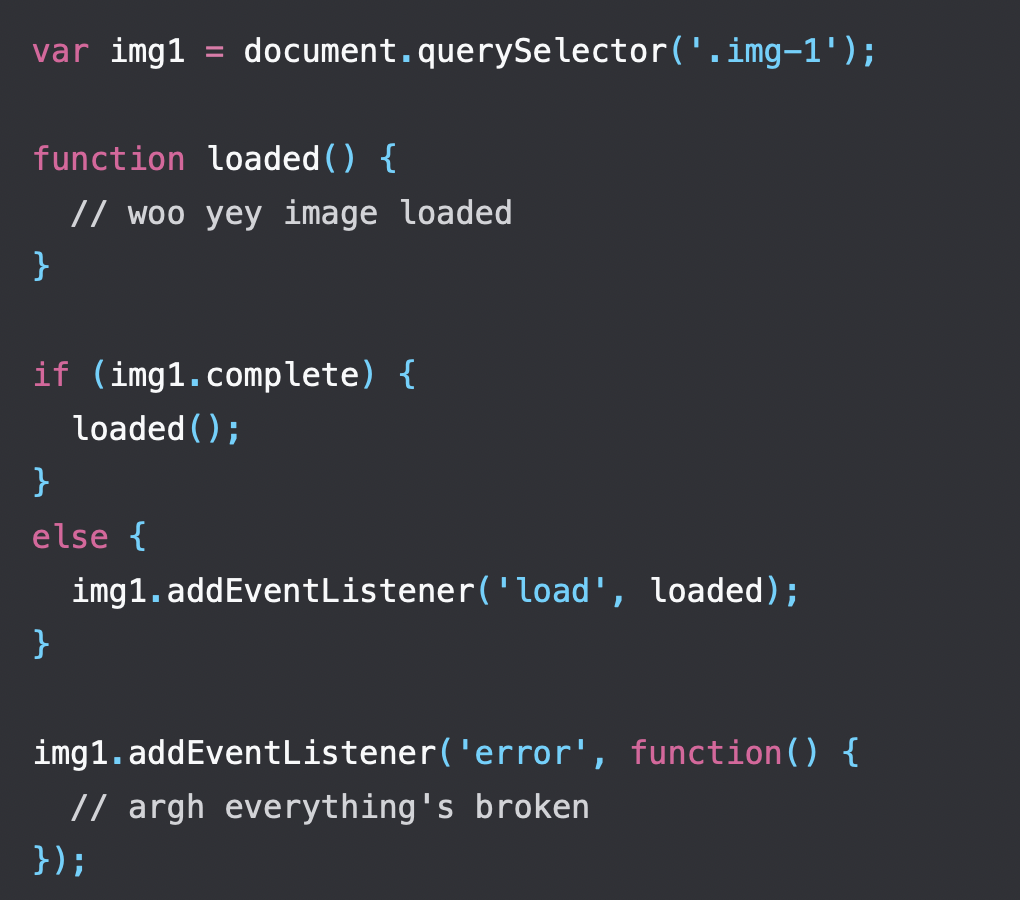 var img1 = document.querySelector('.img-1');
function loaded() {
  // woo yey image loaded
}
if (img1.complete) {
  loaded();
}
else {
  img1.addEventListener('load', loaded);
}
img1.addEventListener('error', function() {
  // argh everything's broken
});